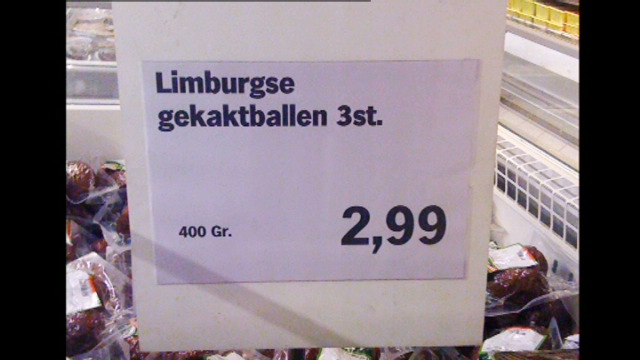 Limburgse
gekaktballen 3st.
400 Gr.
2,99